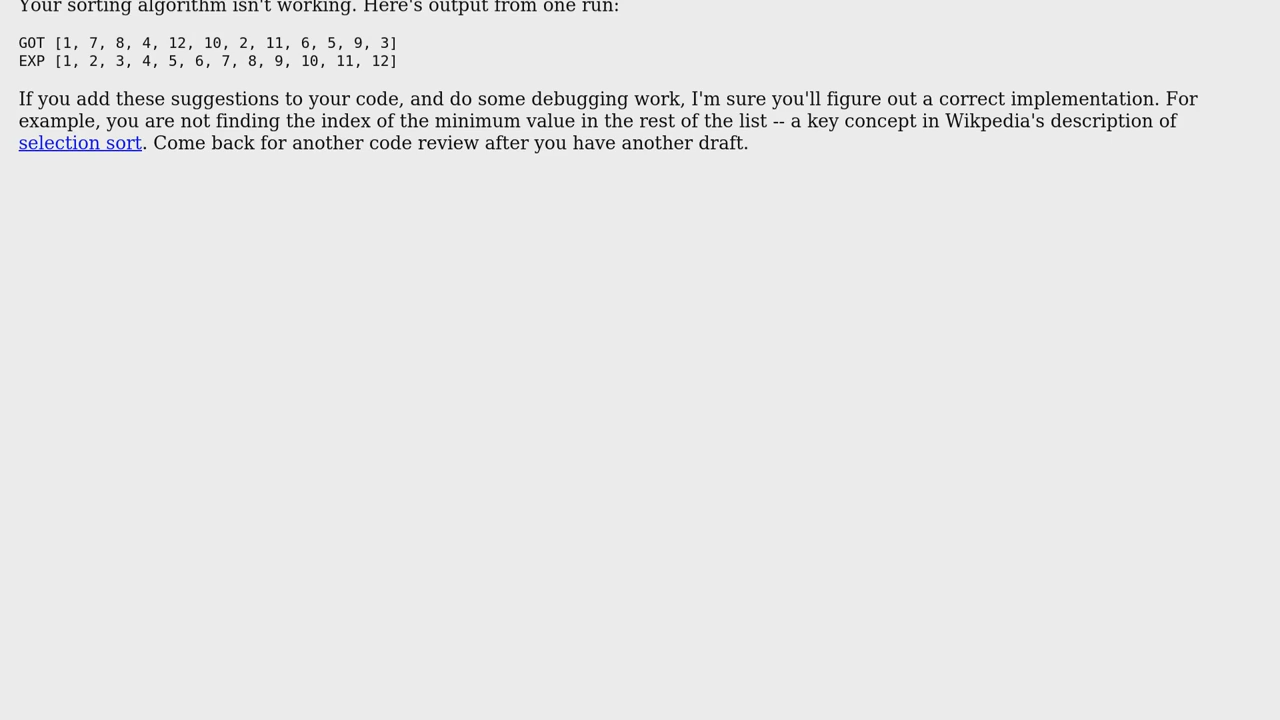 Your sorting algorithm isn't working. Here's output from one run:
GOT [1, 7, 8, 4, 12, 10, 2, 11, 6, 5, 9, 3]
EXP [1, 2, 3, 4, 5, 6, 7, 8, 9, 10, 11, 12]
If you add these suggestions to your code, and do some debugging work, I'm sure you'll figure out a correct implementation. For
example, you are not finding the index of the minimum value in the rest of the list -- a key concept in Wikpedia's description of
selection sort. Come back for another code review after you have another draft.